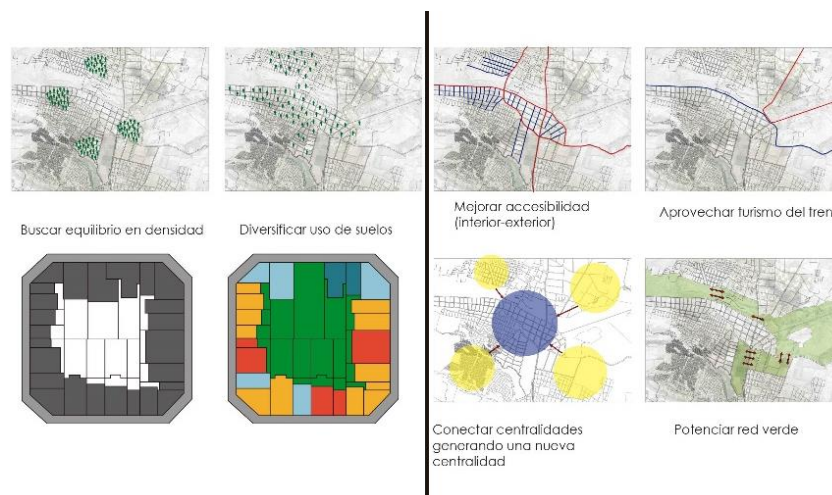 Buscar equilibrio en densidad
Diversificar uso de suelos
Mejorar accesibilidad
(interior-exterior)
Aprovechar turismo del tren
Conectar centralidades
generando una nueva
centralidad
Potenciar red verde